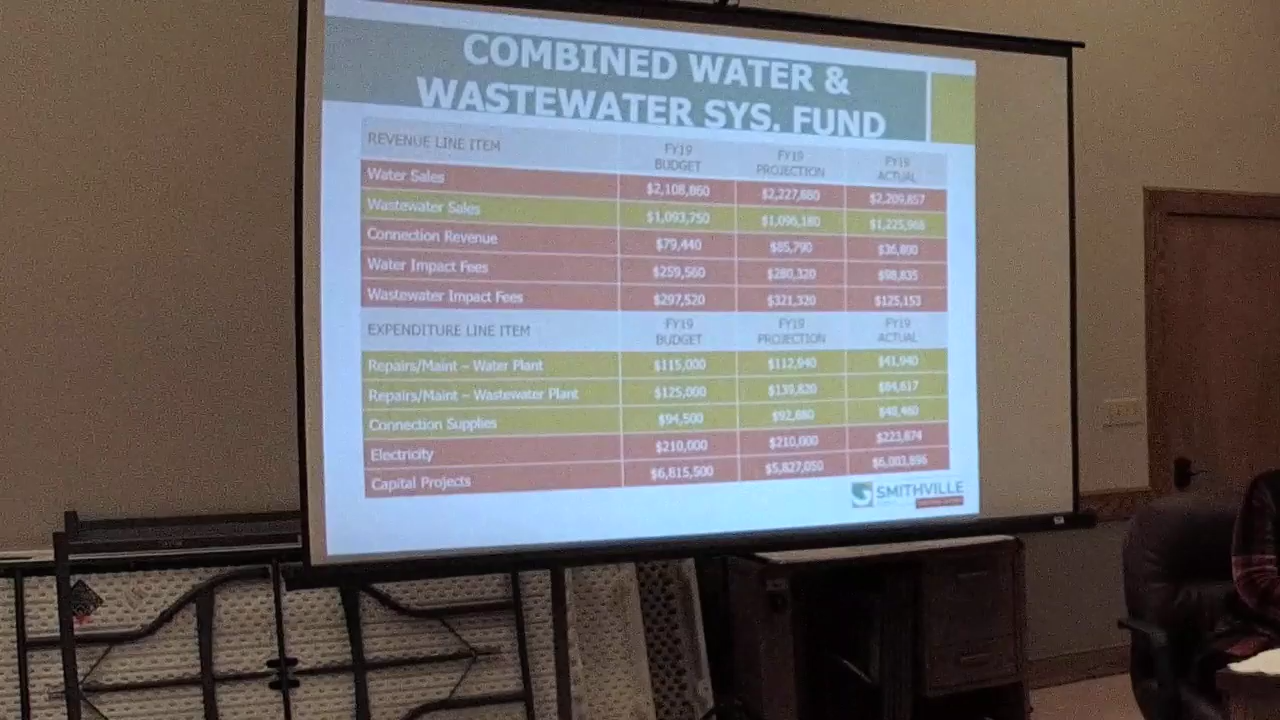 COMBINED WATER &
WASTEWATER SYS. FUND
REVENUE LINE ITEM FY19 BUDGET FY19 PROJECTION FY19 ACTUAL
Water Sales $2,108,860 $2,227,680 $2,209,857
Wastewater Sales $1,093,750 $1,096,180 $1,225,968
Connection Revenue $79,440 $85,790 $36,800
Water Impact Fees $259,560 $280,320 $98,835
Wastewater Impact Fees $297,520 $321,320 $125,153
EXPENDITURE LINE ITEM FY19 BUDGET FY19 PROJECTION FY19 ACTUAL
Repairs/Maint – Water Plant $115,000 $112,940 $41,940
Repairs/Maint – Wastewater Plant $125,000 $139,820 $84,617
Connection Supplies $94,500 $92,880 $48,460
Electricity $210,000 $210,000 $223,874
Capital Projects $6,815,500 $5,827,050 $6,003,896
SMITHVILLE